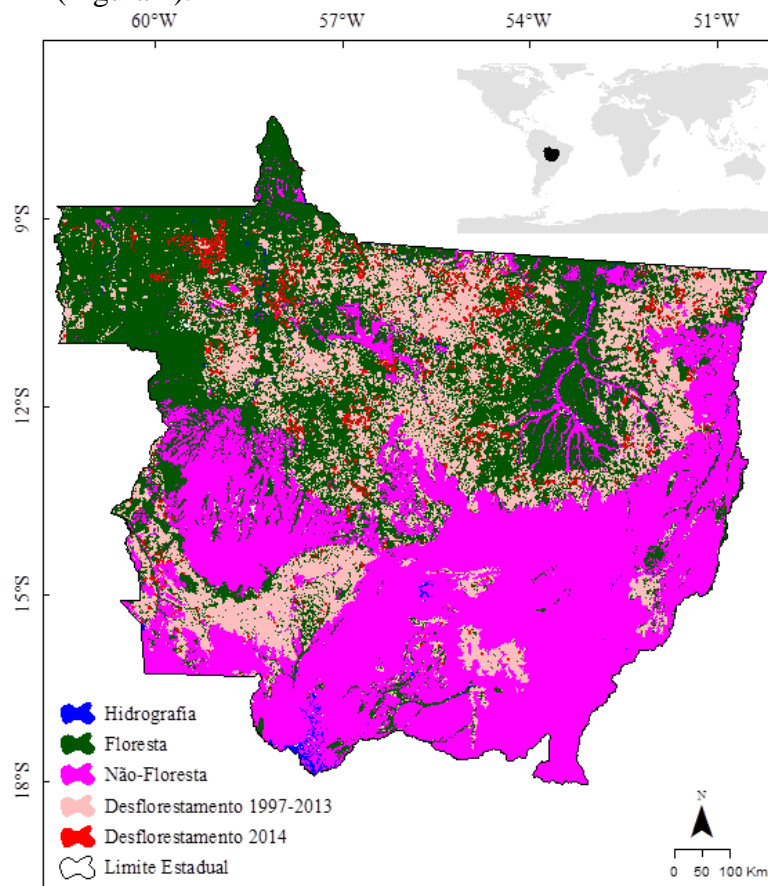 60°W 57°W 54°W 51°W
9°S
12°S
15°S
18°S
Hidrografia
Floresta
Não-Floresta
Desflorestamento 1997-2013
Desflorestamento 2014
Limite Estadual
N
0 50 100 Km